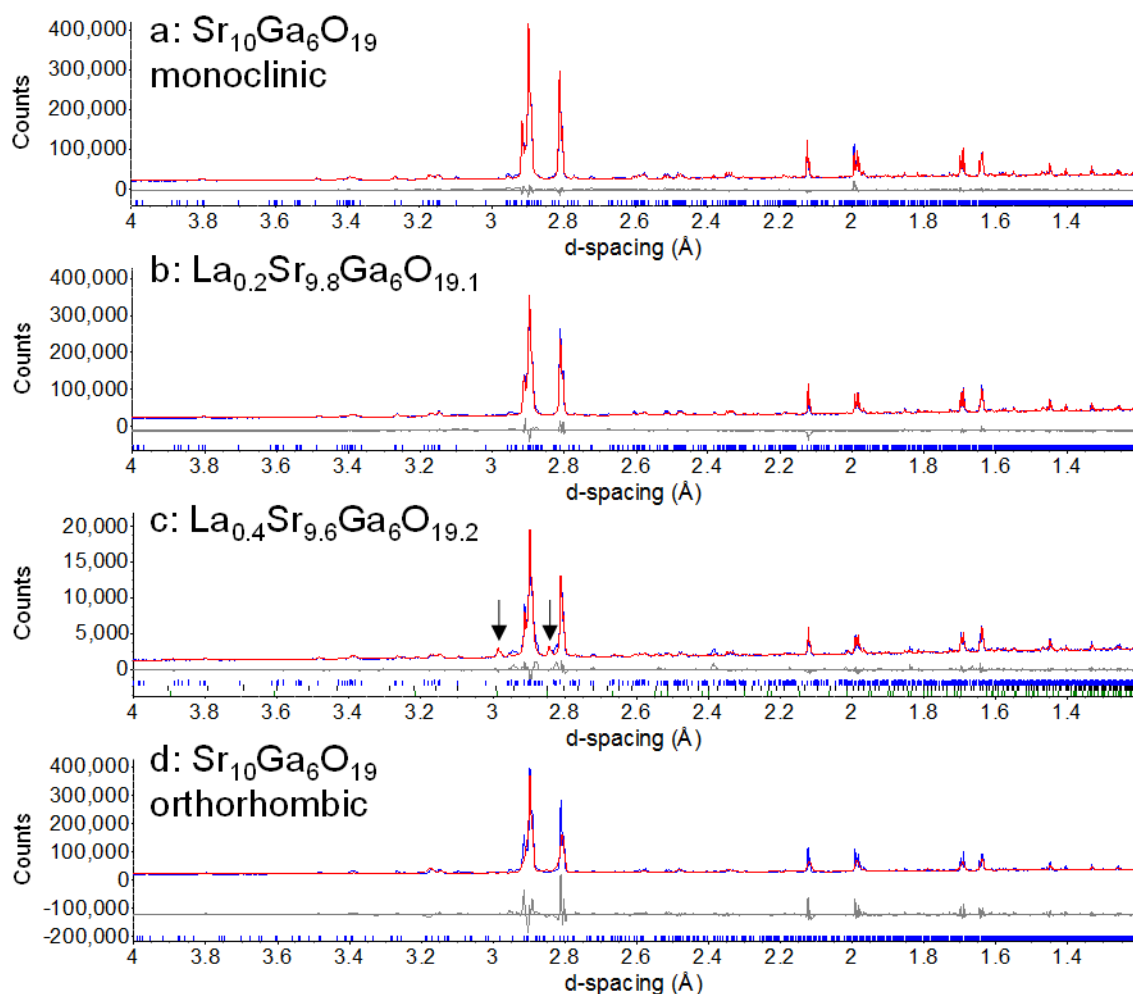 a: Sr10Ga6O19
monoclinic
Counts
400,000
300,000
200,000
100,000
0
4 3.8 3.6 3.4 3.2 3 2.8 2.6 2.4 2.2 2 1.8 1.6 1.4
d-spacing (Å)
b: La0.2Sr9.8Ga6O19.1
Counts
400,000
300,000
200,000
100,000
0
4 3.8 3.6 3.4 3.2 3 2.8 2.6 2.4 2.2 2 1.8 1.6 1.4
d-spacing (Å)
c: La0.4Sr9.6Ga6O19.2
Counts
20,000
15,000
10,000
5,000
0
4 3.8 3.6 3.4 3.2 3 2.8 2.6 2.4 2.2 2 1.8 1.6 1.4
d-spacing (Å)
d: Sr10Ga6O19
orthorhombic
Counts
400,000
300,000
200,000
100,000
0
-100,000
-200,000
4 3.8 3.6 3.4 3.2 3 2.8 2.6 2.4 2.2 2 1.8 1.6 1.4
d-spacing (Å)